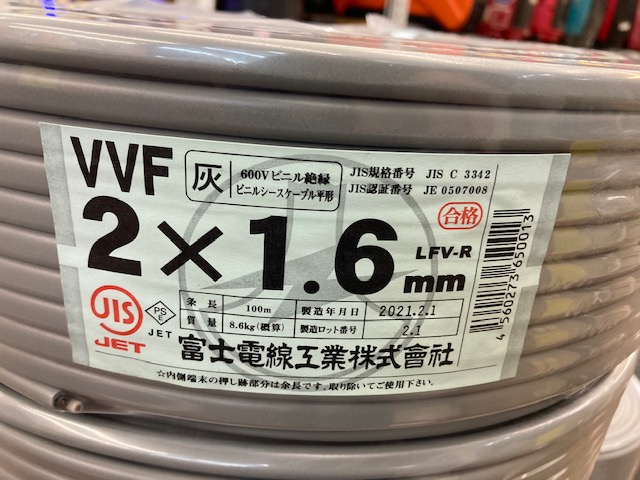 VVF 灰 600Vビニル絶縁
ビニルシースケーブル平形
JIS規格番号 JIS C 3342
JIS認証番号 JE 0507008
合格
2×1.6mm
LFV-R
JIS
JET
PS
E
JET
条長 100m 製造年月日 2021.2.1
質量 8.6kg(概算) 製造ロット番号 2.1
富士電線工業株式會社
☆内側端末の押し跡部分は余長です。取り除いてご使用下さい。
4560273650013